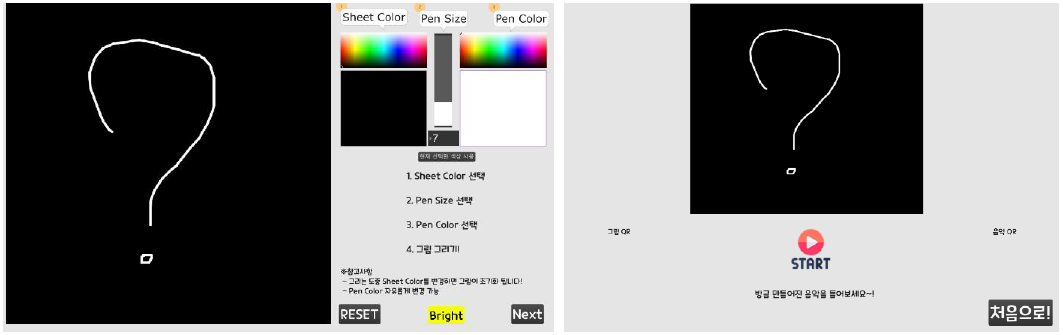 1
2
3
Sheet Color
Pen Size
Pen Color
7
현재 선택된 색상 사용
1. Sheet Color 선택
2. Pen Size 선택
3. Pen Color 선택
4. 그림 그리기!!
※참고사항
- 그리는 도중 Sheet Color를 변경하면 그림이 초기화 됩니다!
- Pen Color 자유롭게 변경 가능
RESET
Bright
Next
그림 QR
음악 QR
START
방금 만들어진 음악을 들어보세요~!
처음으로!